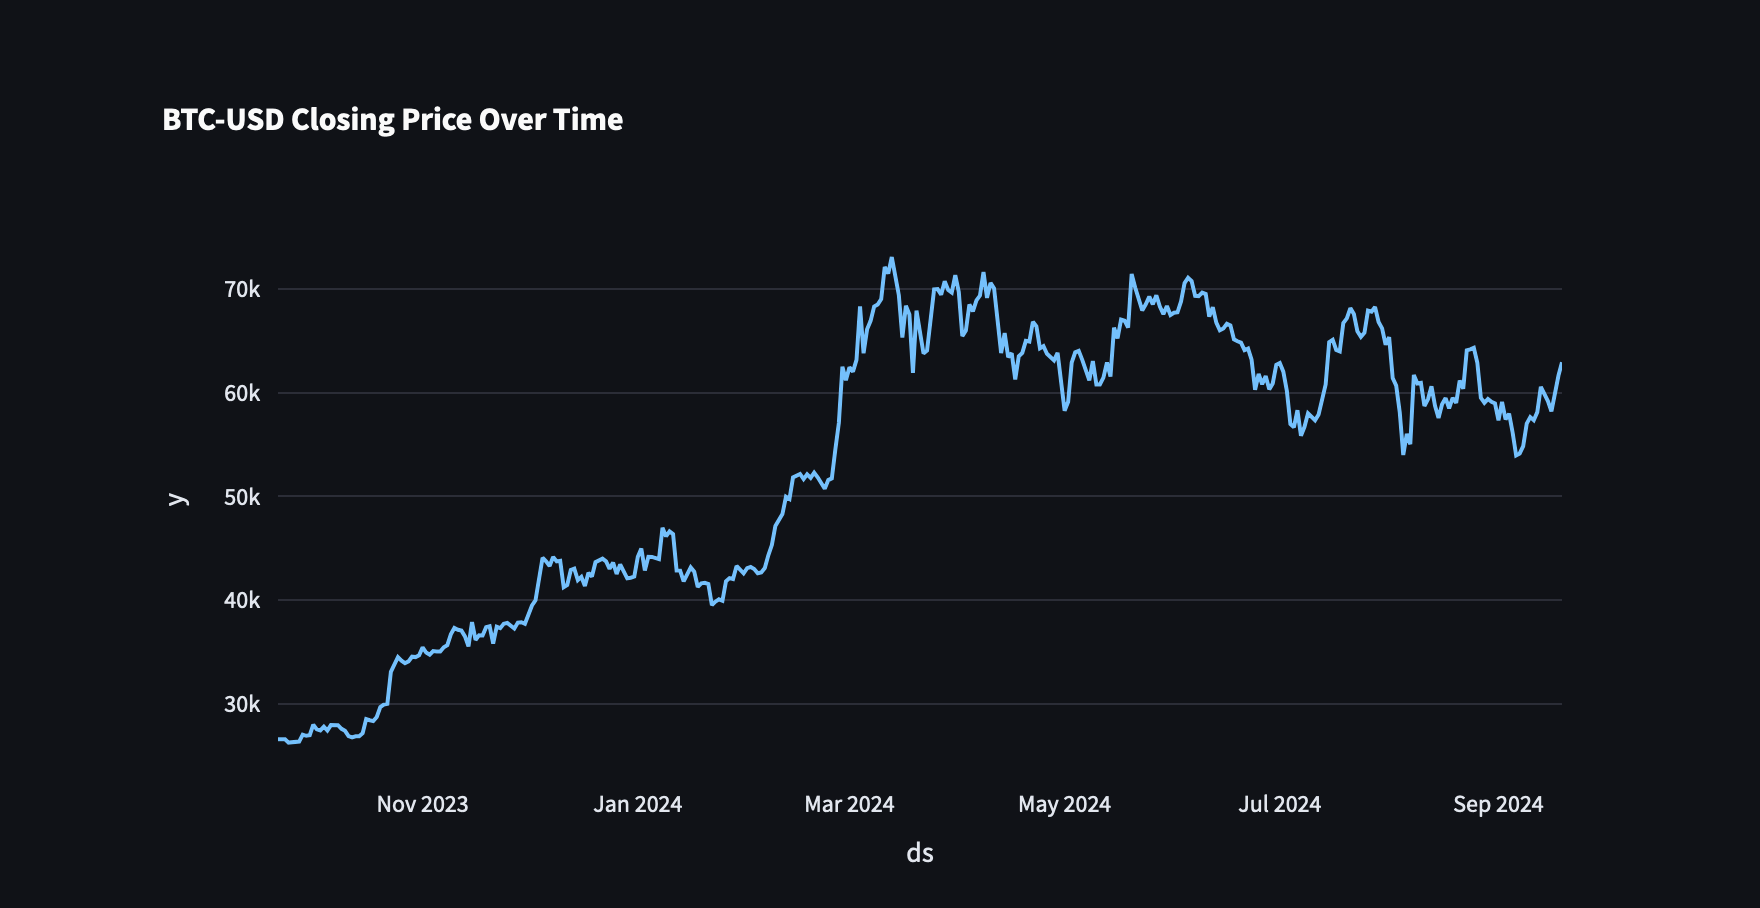 BTC-USD Closing Price Over Time
70k
60k
50k
40k
30k
y
Nov 2023 Jan 2024 Mar 2024 May 2024 Jul 2024 Sep 2024
ds